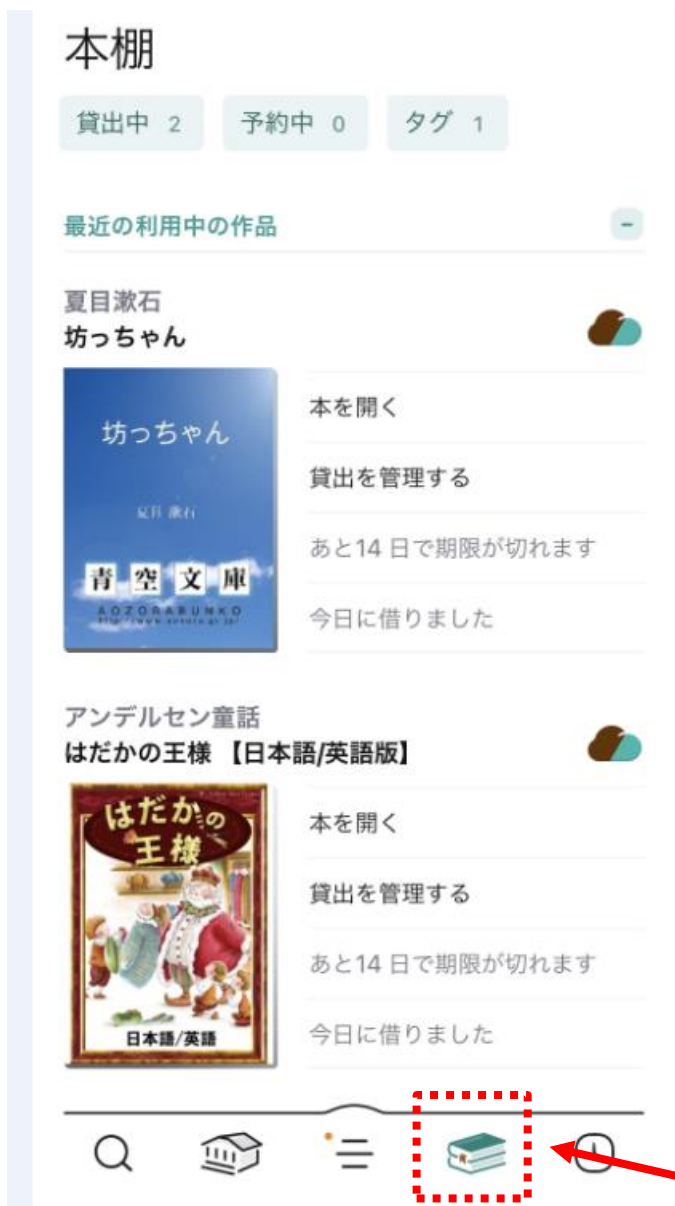 本棚
貸出中 2 予約中 0 タグ 1
最近の利用中の作品
夏目漱石
坊っちゃん
坊っちゃん
夏目 漱石
青空文庫
AOZORABUNKO
本を開く
貸出を管理する
あと14 日で期限が切れます
今日に借りました
アンデルセン童話
はだかの王様 【日本語/英語版】
はだかの
王様
日本語/英語
本を開く
貸出を管理する
あと14 日で期限が切れます
今日に借りました